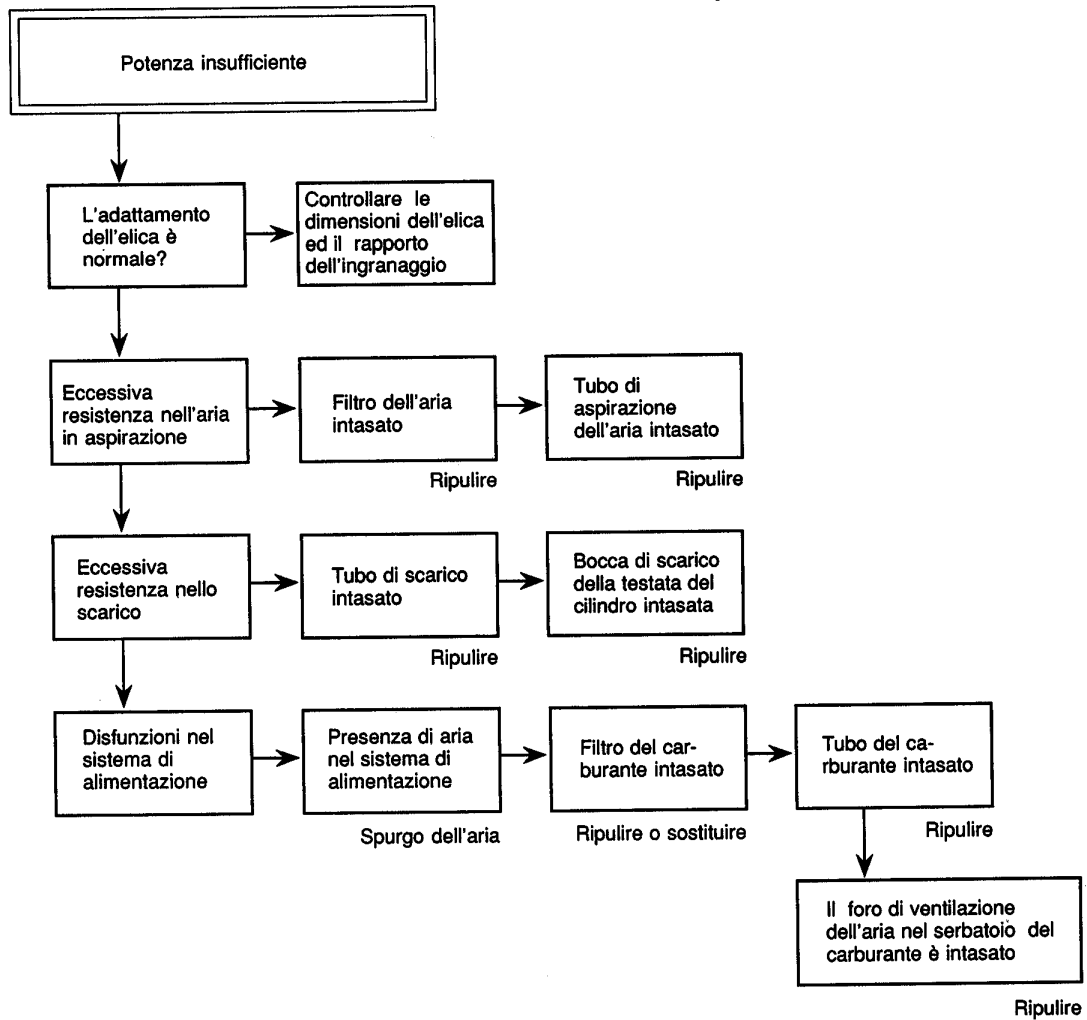 Potenza insufficiente
L'adattamento
dell'elica è
normale?
Controllare le
dimensioni dell'elica
ed il rapporto
dell'ingranaggio
Eccessiva
resistenza nell'aria
in aspirazione
Filtro dell'aria
intasato
Ripulire
Tubo di
aspirazione
dell'aria intasato
Ripulire
Eccessiva
resistenza nello
scarico
Tubo di scarico
intasato
Ripulire
Bocca di scarico
della testata del
cilindro intasata
Ripulire
Disfunzioni nel
sistema di
alimentazione
Presenza di aria
nel sistema di
alimentazione
Spurgo dell'aria
Filtro del car-
burante intasato
Ripulire o sostituire
Tubo del ca-
rburante intasato
Ripulire
Il foro di ventilazione
dell'aria nel serbatoio del
carburante è intasato
Ripulire